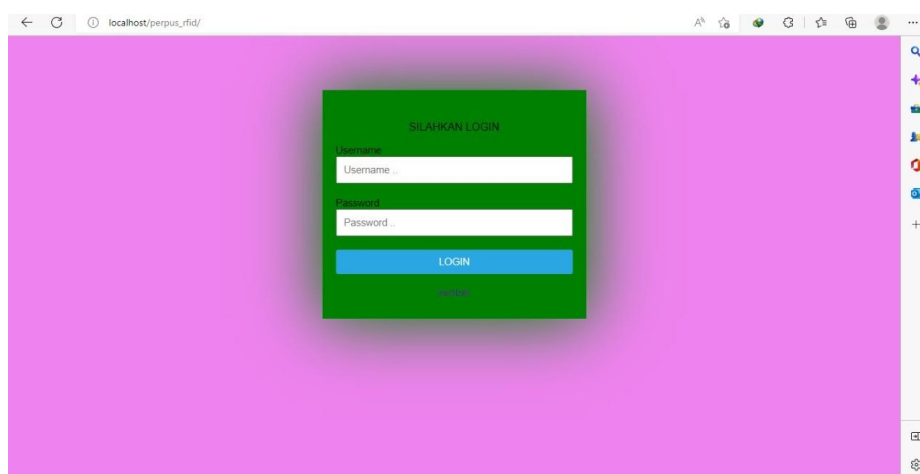 localhost/perpus_rfid/
SILAHKAN LOGIN
Username
Username ..
Password
Password ..
LOGIN